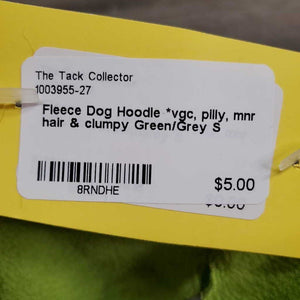 The Tack Collector
1003955-27
Fleece Dog Hoodie *vgc, pilly, mnr
hair & clumpy Green/Grey S
8RNDHE
$5.00